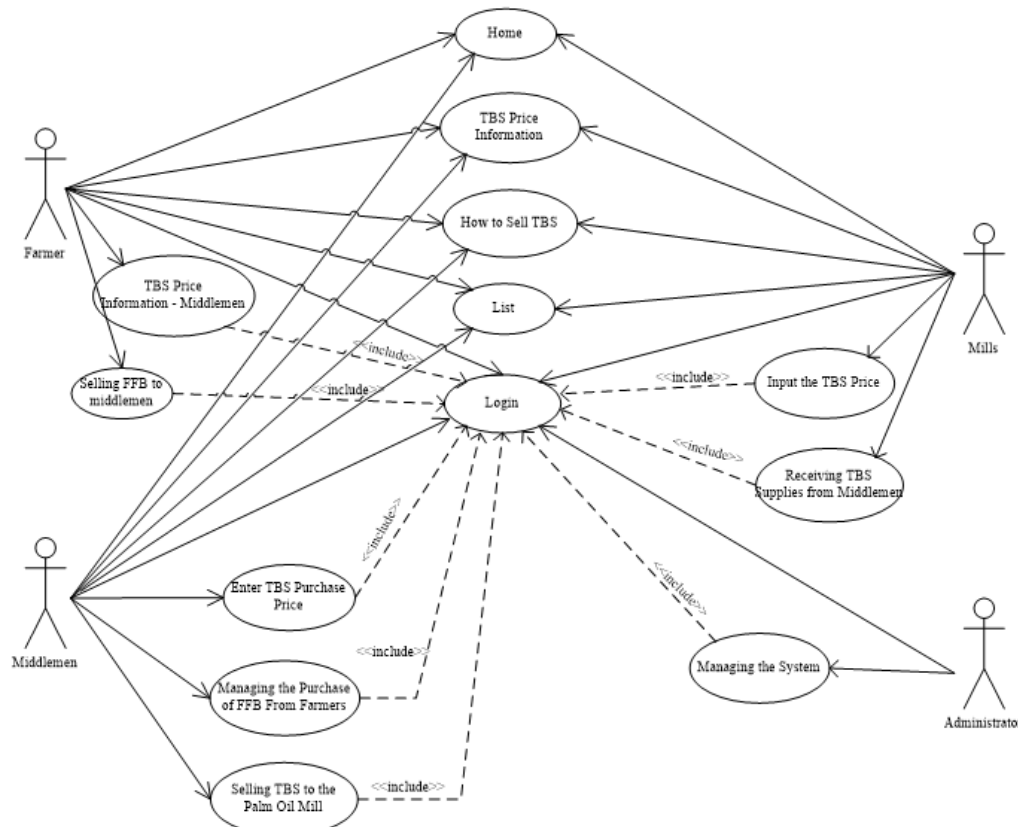 Home
TBS Price
Information
Farmer
How to Sell TBS
Mills
TBS Price
Information - Middlemen
List
<<include>>
Selling FFB to
middlemen
<<include>>
Login
<<include>>
Input the TBS Price
<<include>>
Receiving TBS
Supplies from Middlemen
<<include>>
Enter TBS Purchase
Price
Middlemen
<<include>>
<<include>>
Managing the System
Managing the Purchase
of FFB From Farmers
Administrato
<<include>>
Selling TBS to the
Palm Oil Mill